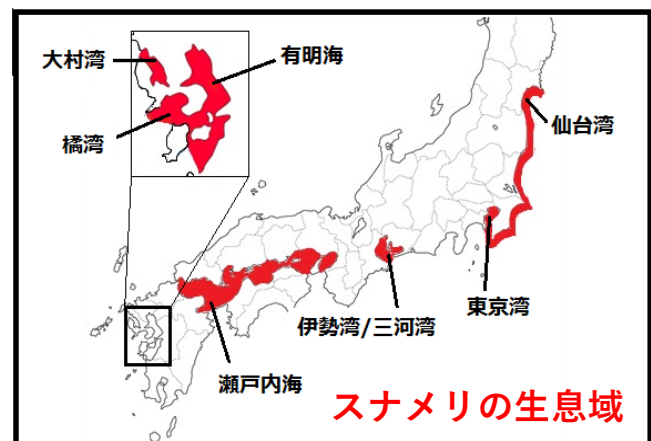 大村湾
有明海
橘湾
仙台湾
東京湾
伊勢湾/三河湾
瀬戸内海
スナメリの生息域